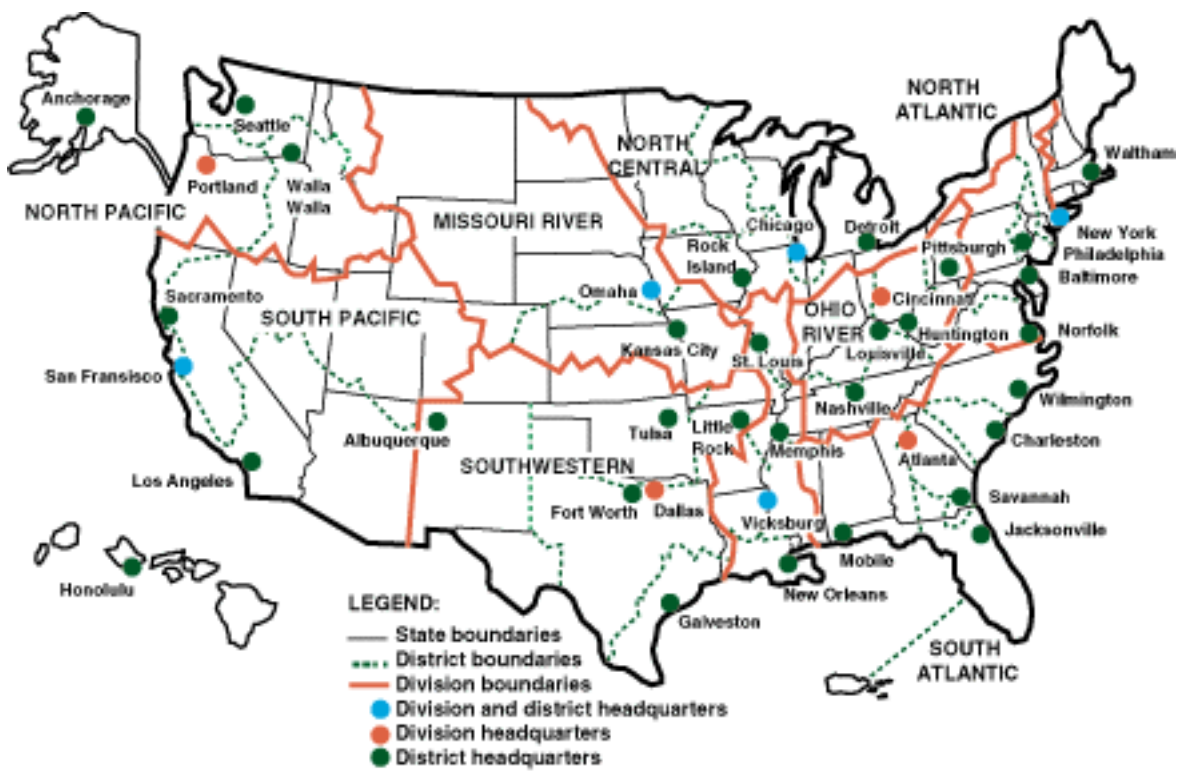 NORTH
ATLANTIC
Anchorage
Seattle
NORTH
CENTRAL
Waltham
Portland
Walla
Walla
NORTH PACIFIC
MISSOURI RIVER
Chicago
Detroit
New York
Rock
Island
Pittsburgh
Philadelphia
Baltimore
Omaha
Sacramento
Cincinnati
SOUTH PACIFIC
OHIO
RIVER
Huntington
Norfolk
Kansas City
St. Louis
Louisville
San Fransisco
Nashville
Wilmington
Albuquerque
Tulsa
Little
Rock
Memphis
Charleston
Atlanta
SOUTHWESTERN
Los Angeles
Savannah
Fort Worth
Dallas
Vicksburg
Jacksonville
Mobile
Honolulu
New Orleans
Galveston
SOUTH
ATLANTIC
LEGEND:
State boundaries
District boundaries
Division boundaries
Division and district headquarters
Division headquarters
District headquarters